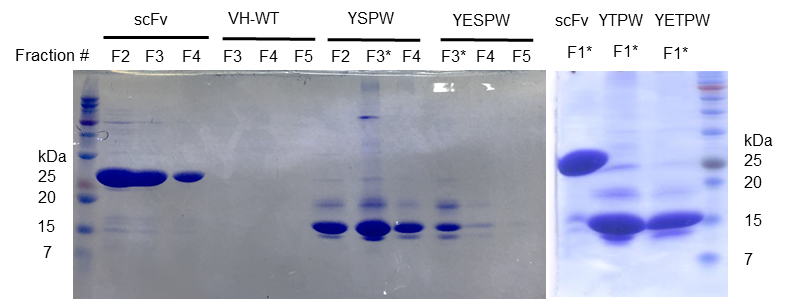 scFv VH-WT YSPW YESPW scFv YTPW YETPW
Fraction # F2 F3 F4 F3 F4 F5 F2 F3* F4 F3* F4 F5 F1* F1* F1*
kDa kDa
25 25
20 20
15 15
7 7